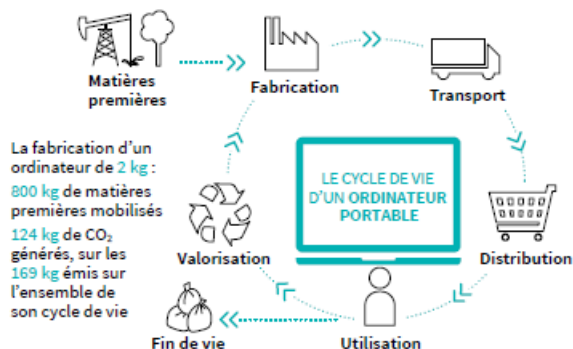 Matières
premières
Fabrication
Transport
La fabrication d'un
ordinateur de 2 kg :
800 kg de matières
premières mobilisés
124 kg de CO₂
générés, sur les
169 kg émis sur
l'ensemble de
son cycle de vie
LE CYCLE DE VIE
D'UN ORDINATEUR
PORTABLE
Valorisation
Distribution
Fin de vie
Utilisation